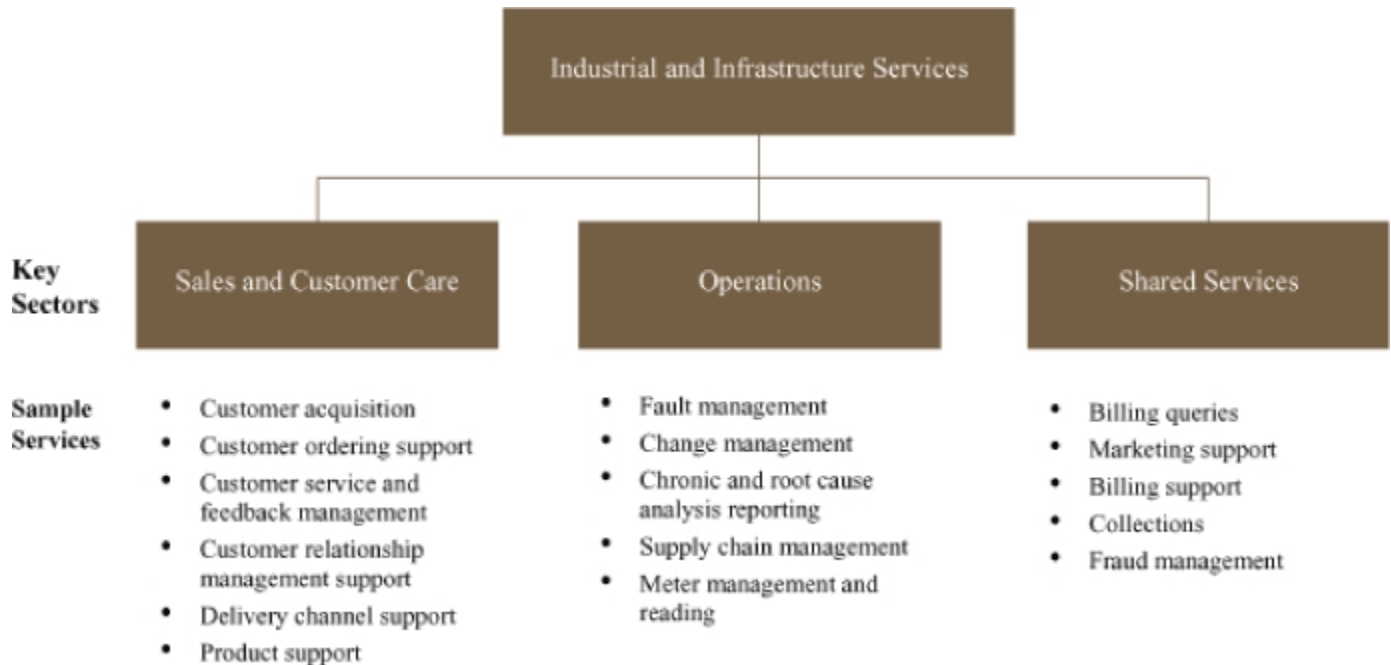 Industrial and Infrastructure Services
Key
Sectors
Sales and Customer Care
Operations
Shared Services
Sample
Services
• Customer acquisition
• Customer ordering support
• Customer service and
feedback management
• Customer relationship
management support
• Delivery channel support
• Product support
• Fault management
• Change management
• Chronic and root cause
analysis reporting
• Supply chain management
• Meter management and
reading
• Billing queries
• Marketing support
• Billing support
• Collections
• Fraud management